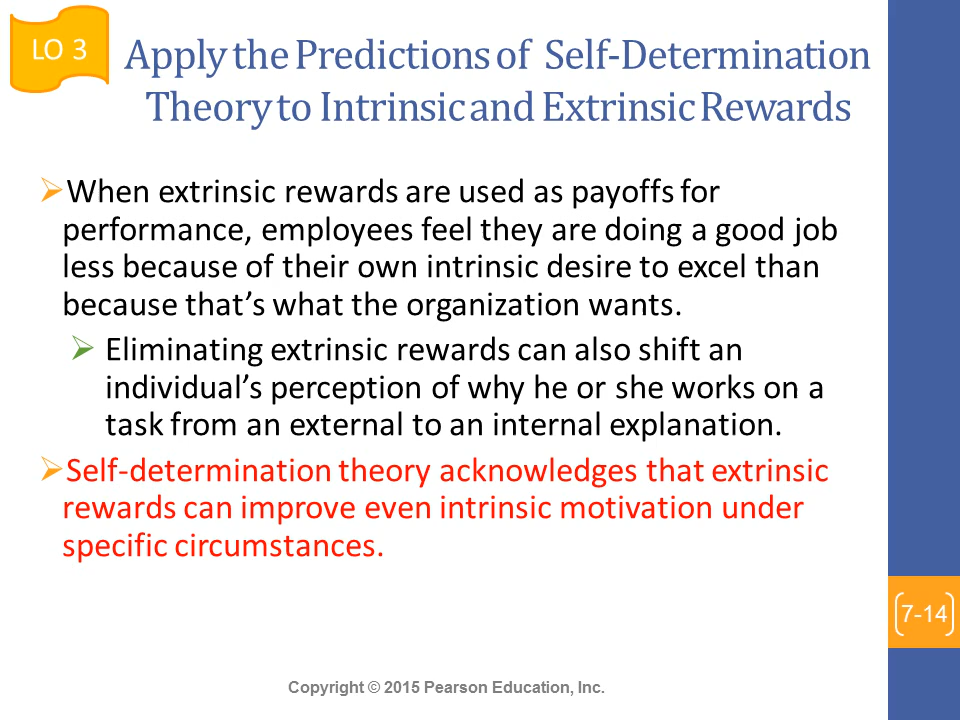 LO 3
Apply the Predictions of Self-Determination
Theory to Intrinsic and Extrinsic Rewards
When extrinsic rewards are used as payoffs for
performance, employees feel they are doing a good job
less because of their own intrinsic desire to excel than
because that’s what the organization wants.
Eliminating extrinsic rewards can also shift an
individual’s perception of why he or she works on a
task from an external to an internal explanation.
Self-determination theory acknowledges that extrinsic
rewards can improve even intrinsic motivation under
specific circumstances.
7-14
Copyright © 2015 Pearson Education, Inc.